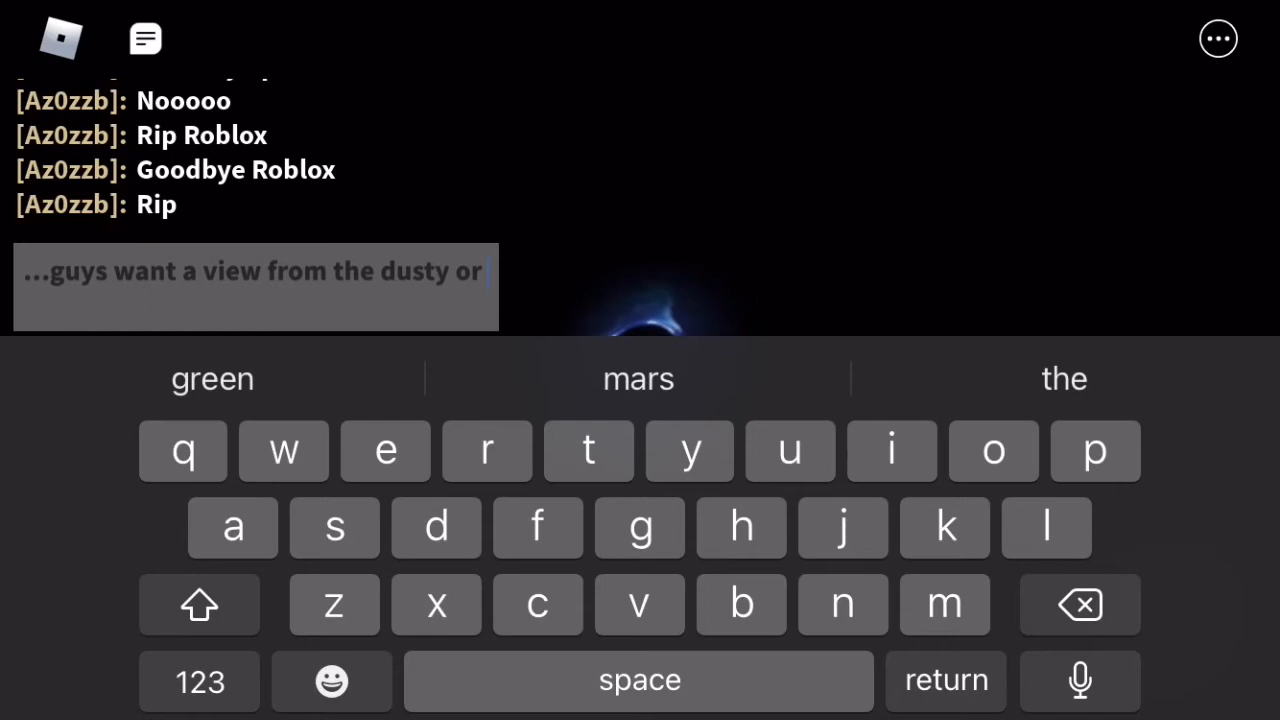 [Az0zzb]: Nooooo
[Az0zzb]: Rip Roblox
[Az0zzb]: Goodbye Roblox
[Az0zzb]: Rip
...guys want a view from the dusty or
green mars the
q w e r t y u i o p
a s d f g h j k l
z x c v b n m
123 space return